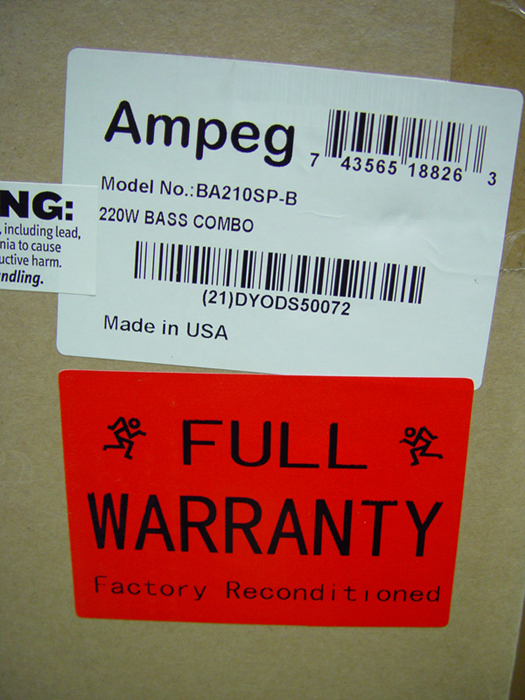 Ampeg
7 43565 18826 3
Model No.:BA210SP-B
220W BASS COMBO
(21)DYODS50072
Made in USA
NG:
, including lead,
nia to cause
uctive harm.
ndling.
FULL
WARRANTY
Factory Reconditioned